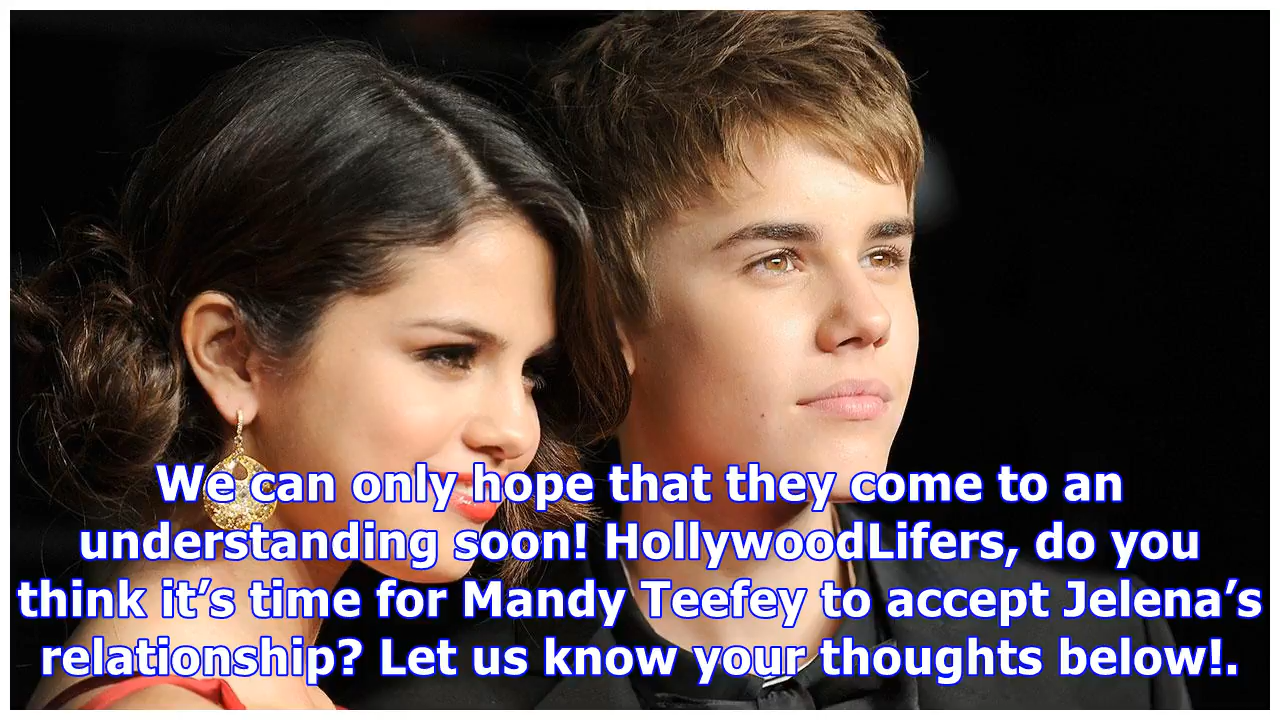 We can only hope that they come to an
understanding soon! HollywoodLifers, do you
think it’s time for Mandy Teefey to accept Jelena’s
relationship? Let us know your thoughts below!.